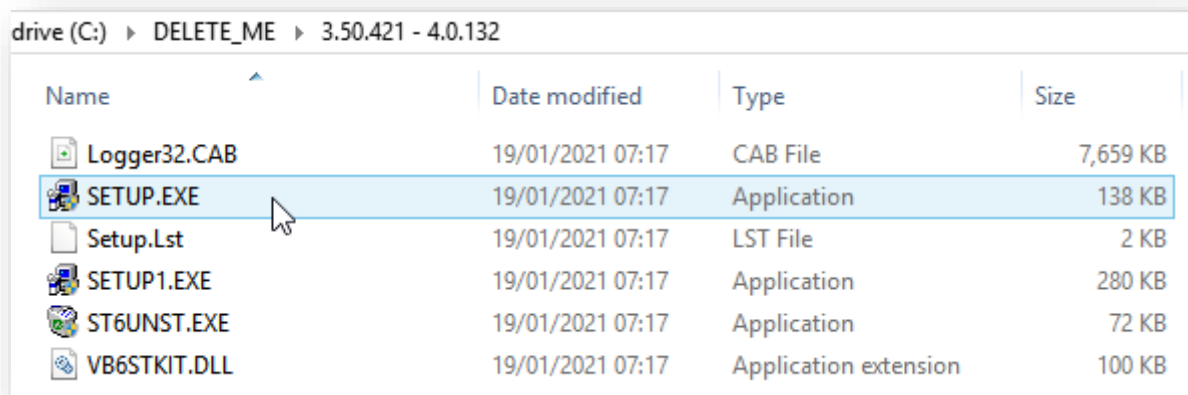 drive (C:) DELETE_ME 3.50.421 - 4.0.132
Name Date modified Type Size
Logger32.CAB 19/01/2021 07:17 CAB File 7,659 KB
SETUP.EXE 19/01/2021 07:17 Application 138 KB
Setup.Lst 19/01/2021 07:17 LST File 2 KB
SETUP1.EXE 19/01/2021 07:17 Application 280 KB
ST6UNST.EXE 19/01/2021 07:17 Application 72 KB
VB6STKIT.DLL 19/01/2021 07:17 Application extension 100 KB